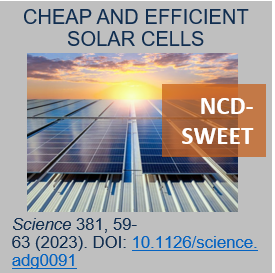 CHEAP AND EFFICIENT
SOLAR CELLS
NCD-
SWEET
Science 381, 59-
63 (2023). DOI: 10.1126/science.
adg0091